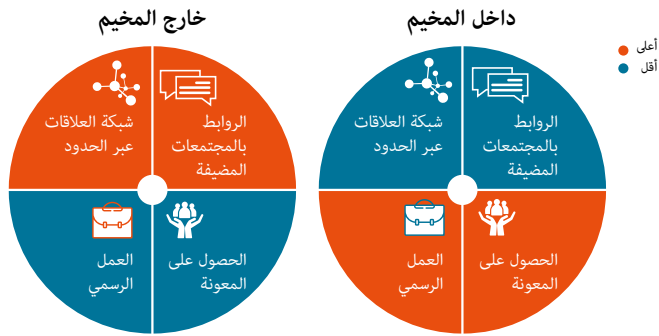 داخل المخيم
خارج المخيم
أعلى
أقل
الروابط
بالمجتمعات
المضيفة
شبكة العلاقات
عبر الحدود
الحصول على
المعونة
العمل
الرسمي
الروابط
بالمجتمعات
المضيفة
شبكة العلاقات
عبر الحدود
الحصول على
المعونة
العمل
الرسمي